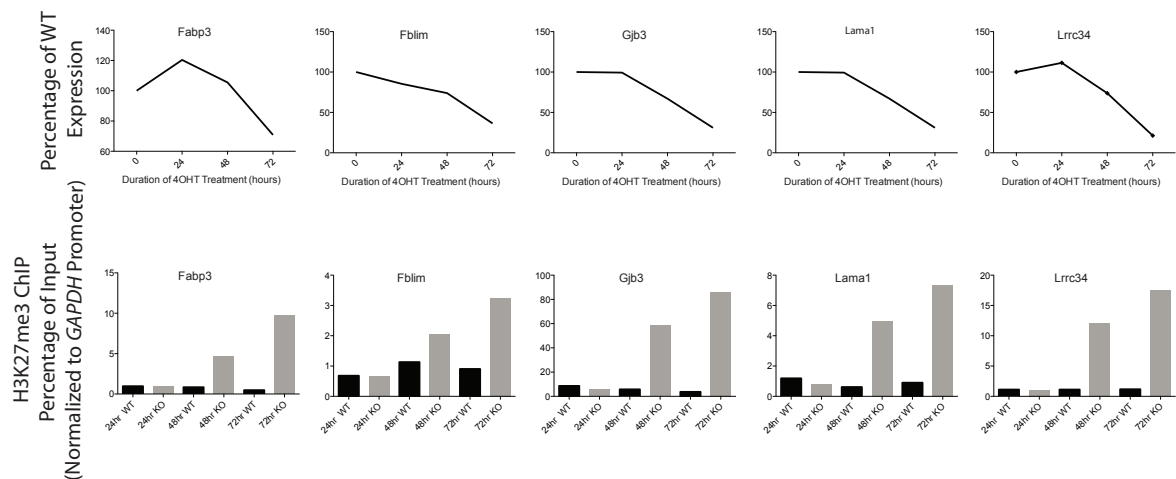 Percentage of WT
Expression
Fabp3
140
120
100
80
60
0
24
48
72
Duration of 4OHT Treatment (hours)
Fblim
150
100
50
0
0
24
48
72
Duration of 4OHT Treatment (hours)
Gjb3
150
100
50
0
0
24
48
72
Duration of 4OHT Treatment (hours)
Lama1
150
100
50
0
0
24
48
72
Duration of 4OHT Treatment (hours)
Lrrc34
150
100
50
0
0
24
48
72
Duration of 4OHT Treatment (hours)
H3K27me3 ChIP
Percentage of Input
(Normalized to GAPDH Promoter)
Fabp3
15
10
5
0
24hr WT
24hr KO
48hr WT
48hr KO
72hr WT
72hr KO
Fblim
4
3
2
1
0
24hr WT
24hr KO
48hr WT
48hr KO
72hr WT
72hr KO
Gjb3
100
80
60
40
20
0
24hr WT
24hr KO
48hr WT
48hr KO
72hr WT
72hr KO
Lama1
8
6
4
2
0
24hr WT
24hr KO
48hr WT
48hr KO
72hr WT
72hr KO
Lrrc34
20
15
10
5
0
24hr WT
24hr KO
48hr WT
48hr KO
72hr WT
72hr KO